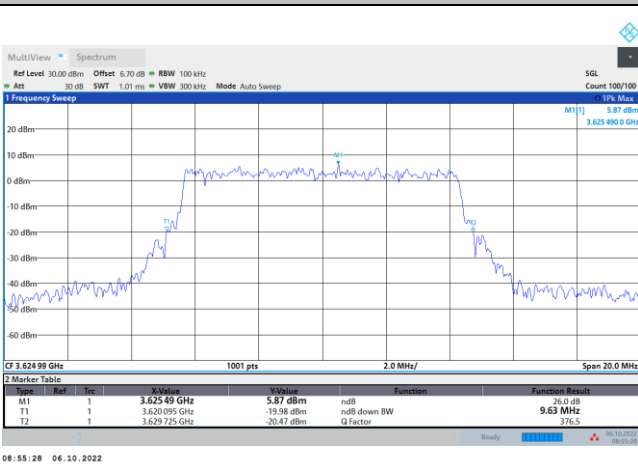 MultiView Spectrum
Ref Level 30.00 dBm Offset 6.70 dB RBW 100 kHz SGL
Att 30 dB SWT 1.01 ms VBW 300 kHz Mode Auto Sweep Count 100/100
1 Frequency Sweep 1Pk Max
M1[1] 5.87 dBm
3.625 490 0 GHz
20 dBm
10 dBm
M1
0 dBm
-10 dBm
T1
T2
-20 dBm
-30 dBm
-40 dBm
-50 dBm
-60 dBm
CF 3.624 99 GHz 1001 pts 2.0 MHz/ Span 20.0 MHz
2 Marker Table
Type Ref Trc X-Value Y-Value Function Function Result
M1 1 3.625 49 GHz 5.87 dBm ndB 26.0 dB
T1 1 3.620 095 GHz -19.98 dBm ndB down BW 9.63 MHz
T2 1 3.629 725 GHz -20.47 dBm Q Factor 376.5
Ready 06.10.2022
08:55:28
08:55:28 06.10.2022